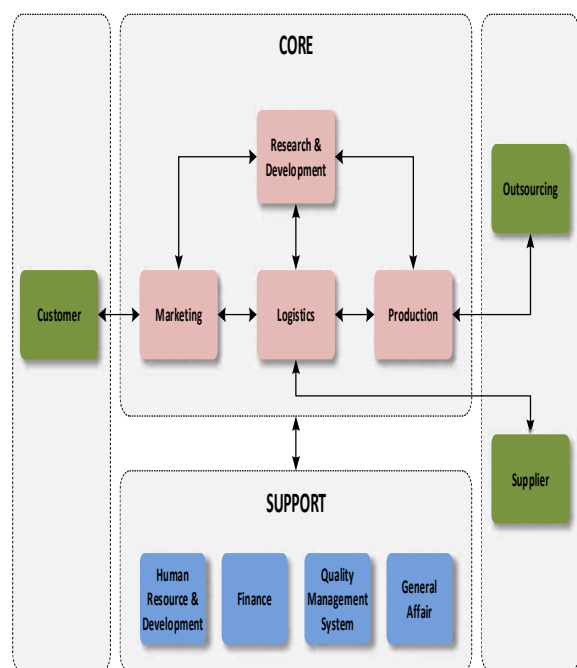 CORE
Research &
Development
Outsourcing
Customer
Marketing
Logistics
Production
Supplier
SUPPORT
Human
Resource &
Development
Finance
Quality
Management
System
General
Affair